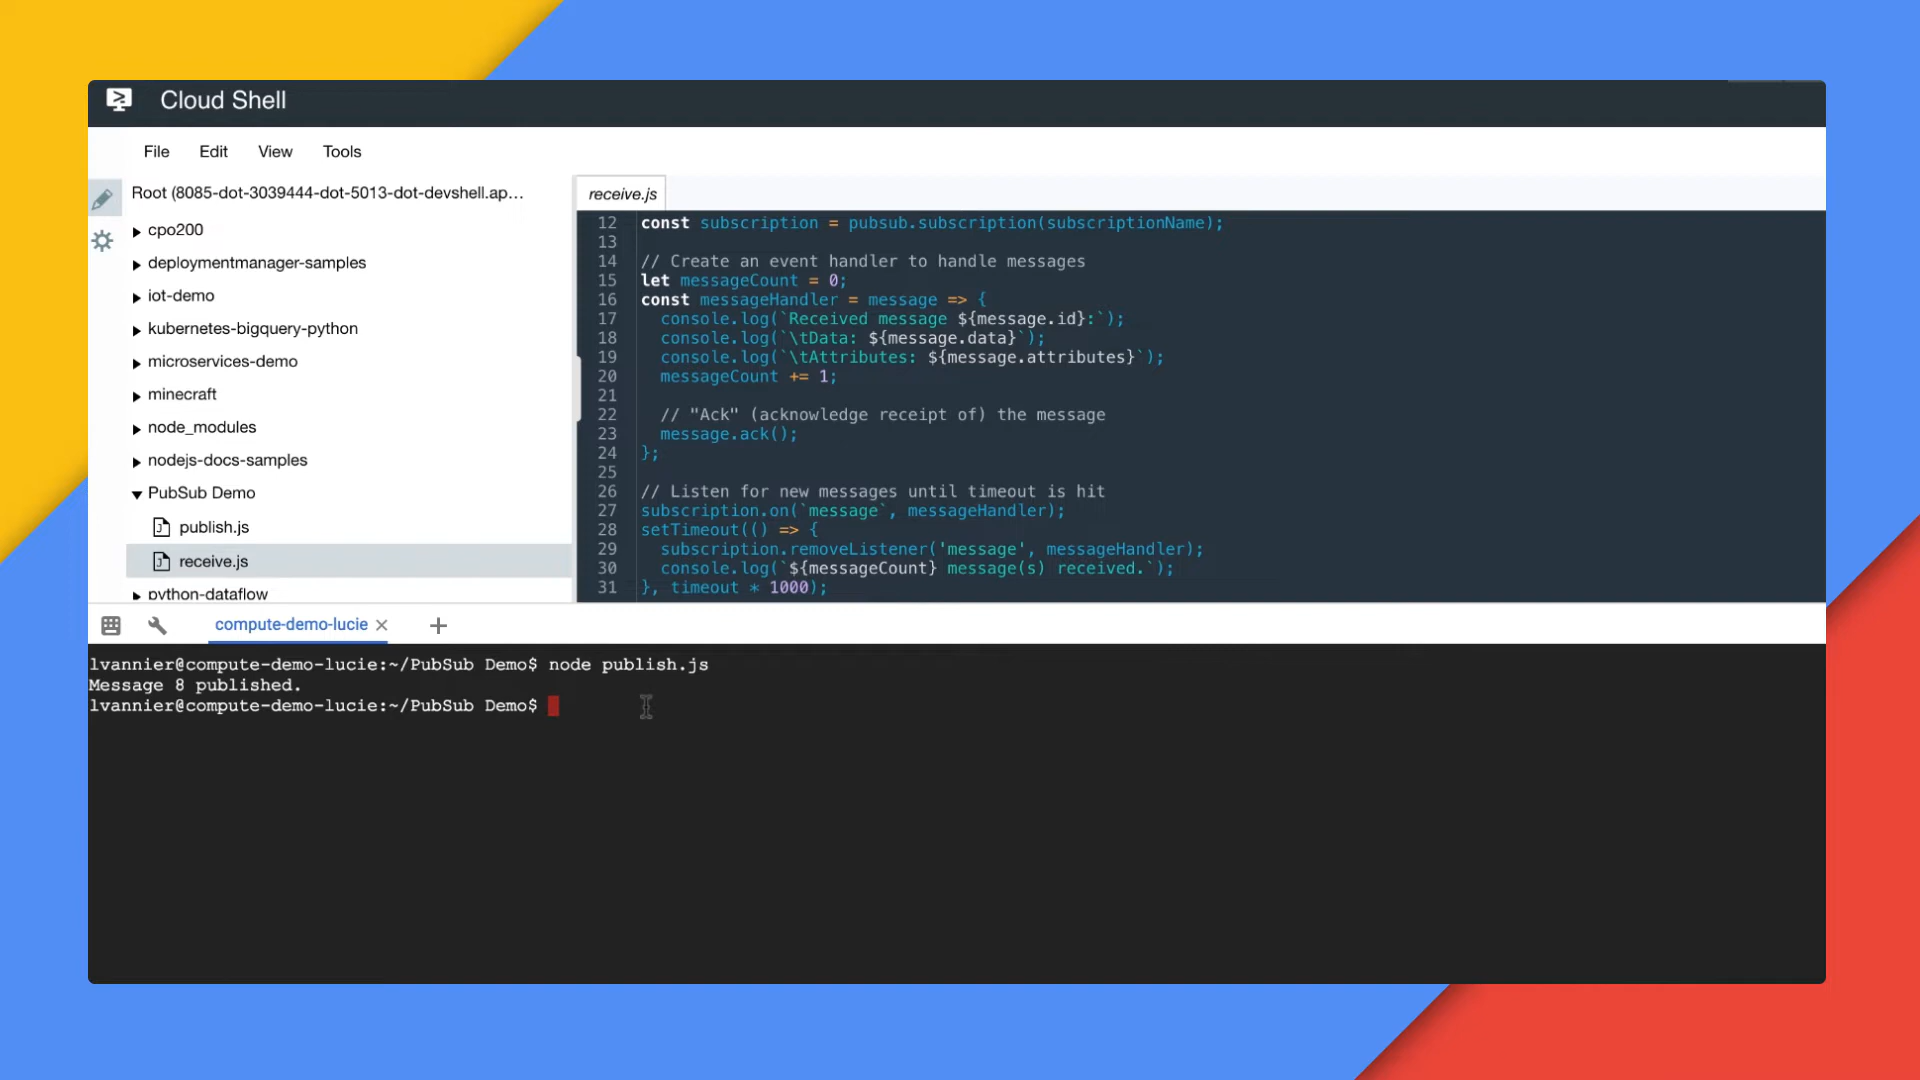 Cloud Shell
File Edit View Tools
Root (8085-dot-3039444-dot-5013-dot-devshell.ap...
cpo200
deploymentmanager-samples
iot-demo
kubernetes-bigquery-python
microservices-demo
minecraft
node_modules
nodejs-docs-samples
PubSub Demo
publish.js
receive.js
python-dataflow
receive.js
12 const subscription = pubsub.subscription(subscriptionName);
13
14 // Create an event handler to handle messages
15 let messageCount = 0;
16 const messageHandler = message => {
17   console.log(`Received message ${message.id}:`);
18   console.log(`\tData: ${message.data}`);
19   console.log(`\tAttributes: ${message.attributes}`);
20   messageCount += 1;
21
22   // "Ack" (acknowledge receipt of) the message
23   message.ack();
24 };
25
26 // Listen for new messages until timeout is hit
27 subscription.on(`message`, messageHandler);
28 setTimeout(() => {
29   subscription.removeListener('message', messageHandler);
30   console.log(`${messageCount} message(s) received.`);
31 }, timeout * 1000);
compute-demo-lucie
lvannier@compute-demo-lucie:~/PubSub Demo$ node publish.js
Message 8 published.
lvannier@compute-demo-lucie:~/PubSub Demo$